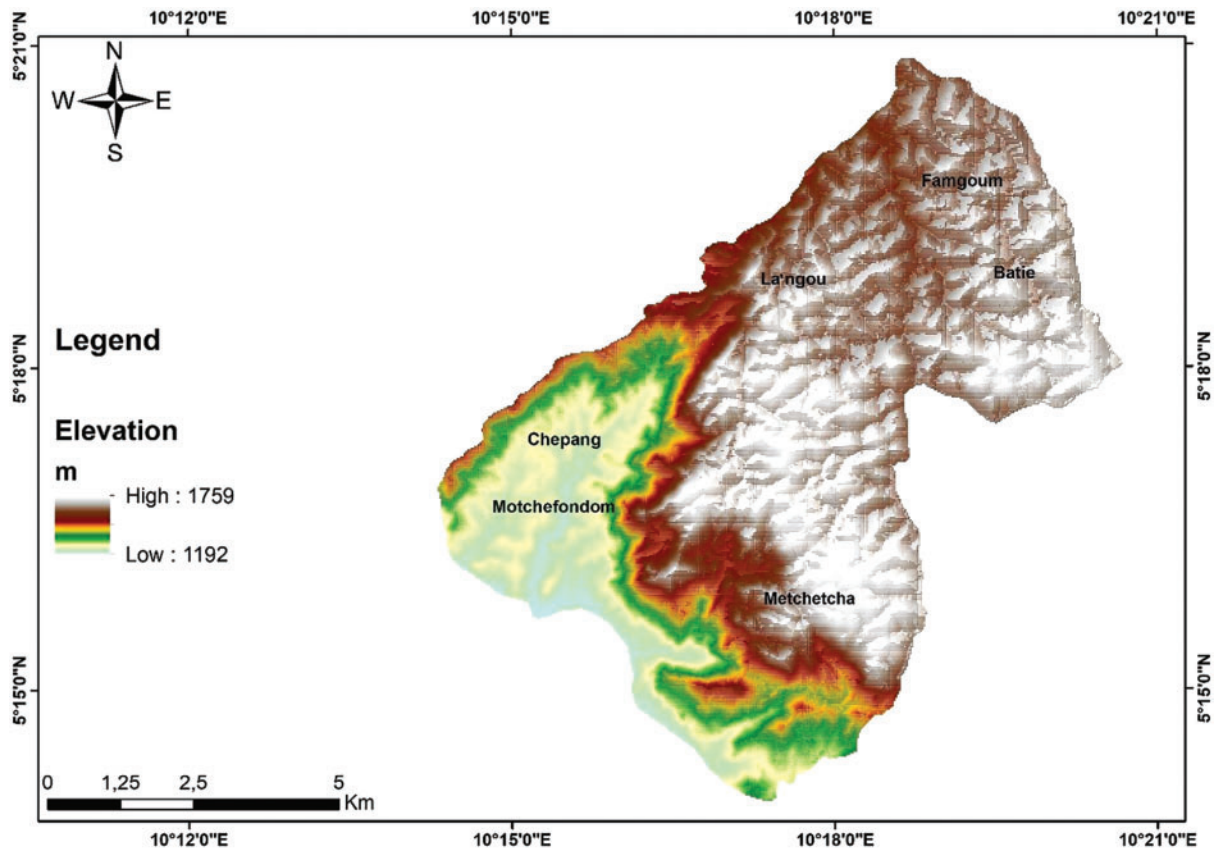 10°12'0"E 10°15'0"E 10°18'0"E 10°21'0"E
5°21'0"N
N
W E
S
Famgoum
La'ngou
Batie
Legend
5°18'0"N 5°18'0"N
Elevation
m
High : 1759
Low : 1192
Chepang
Motchefondom
Metchetcha
5°15'0"N 5°15'0"N
0 1,25 2,5 5
Km
10°12'0"E 10°15'0"E 10°18'0"E 10°21'0"E